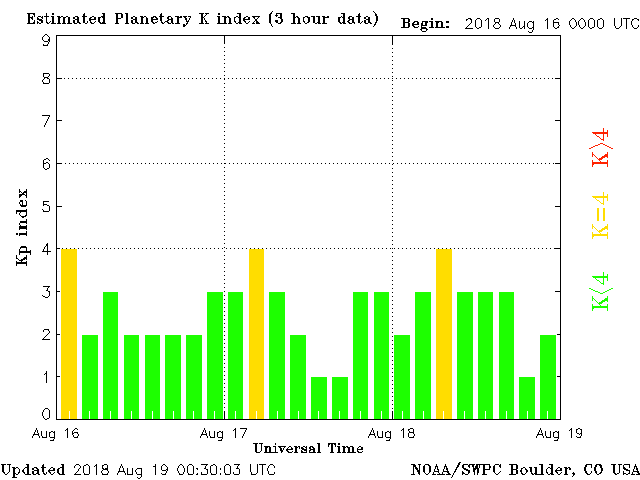 Estimated Planetary K index (3 hour data)
Begin: 2018 Aug 16 0000 UTC
9
8
7
6
5
4
3
2
1
0
Kp index
K>4
K=4
K<4
Aug 16
Aug 17
Aug 18
Aug 19
Universal Time
Updated 2018 Aug 19 00:30:03 UTC
NOAA/SWPC Boulder, CO USA